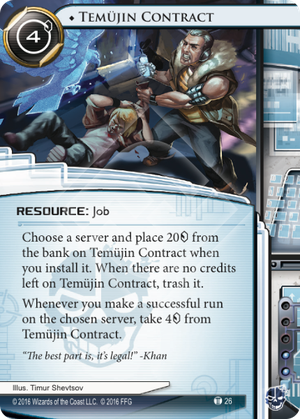 ◆ Temüjin Contract
4
Resource: Job
Choose a server and place 20 from
the bank on Temüjin Contract when
you install it. When there are no credits
left on Temüjin Contract, trash it.
Whenever you make a successful run
on the chosen server, take 4 from
Temüjin Contract.
“The best part is, it's legal!” -Khan
Illus. Timur Shevtsov
© 2016 Wizards of the Coast LLC. © 2016 FFG
26